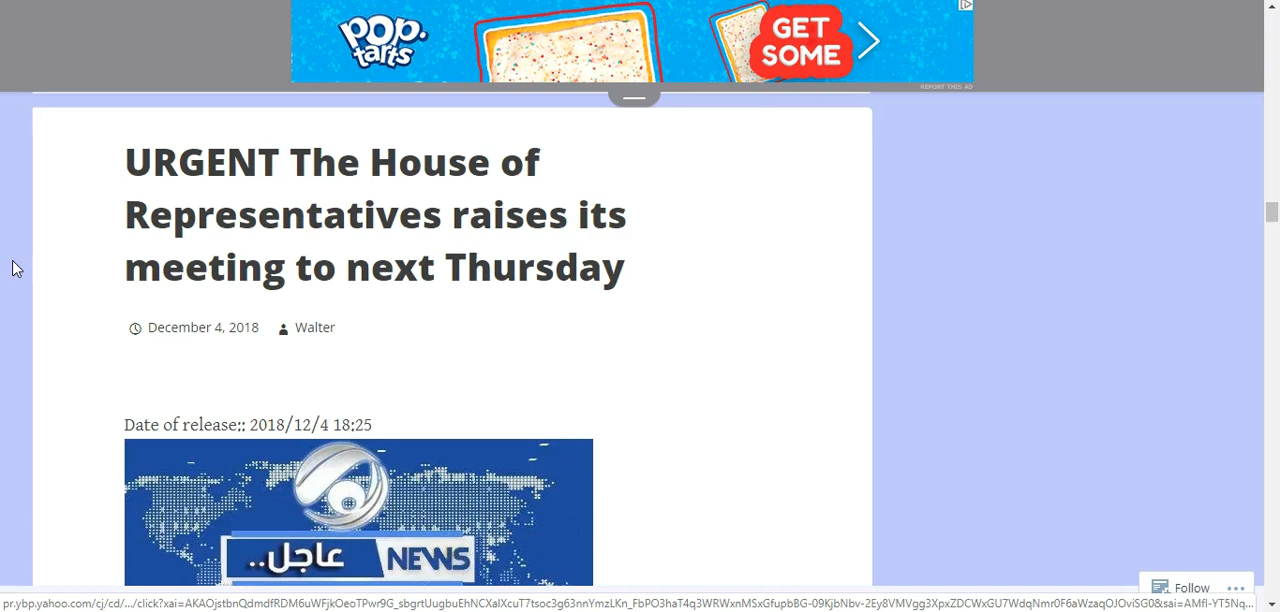 POP. tarts
GET
SOME
REPORT THIS AD
URGENT The House of
Representatives raises its
meeting to next Thursday
December 4, 2018 Walter
Date of release:: 2018/12/4 18:25
عاجل.. NEWS
Follow